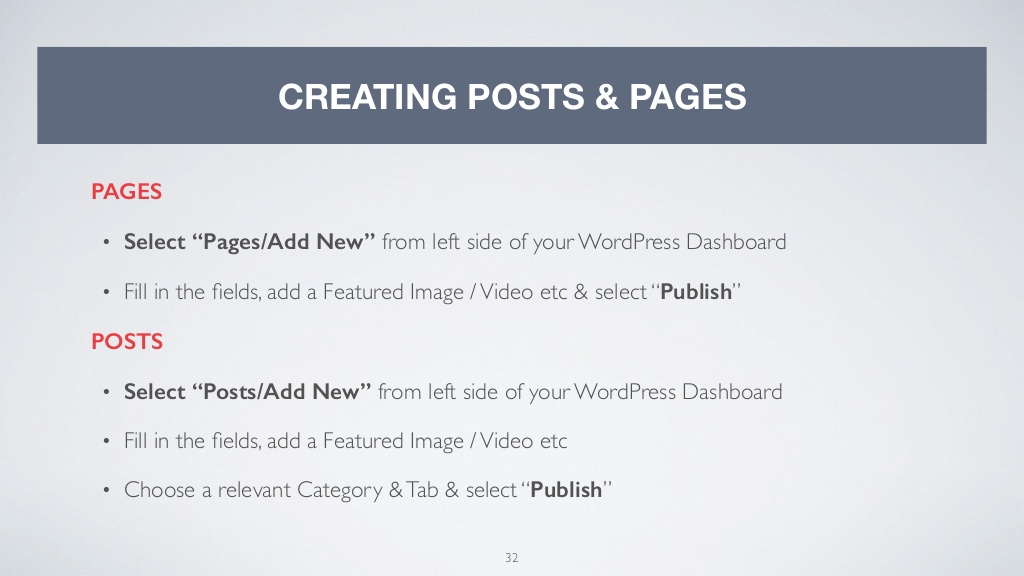 CREATING POSTS & PAGES
PAGES
• Select “Pages/Add New” from left side of your WordPress Dashboard
• Fill in the fields, add a Featured Image / Video etc & select “Publish”
POSTS
• Select “Posts/Add New” from left side of your WordPress Dashboard
• Fill in the fields, add a Featured Image / Video etc
• Choose a relevant Category & Tab & select “Publish”
32